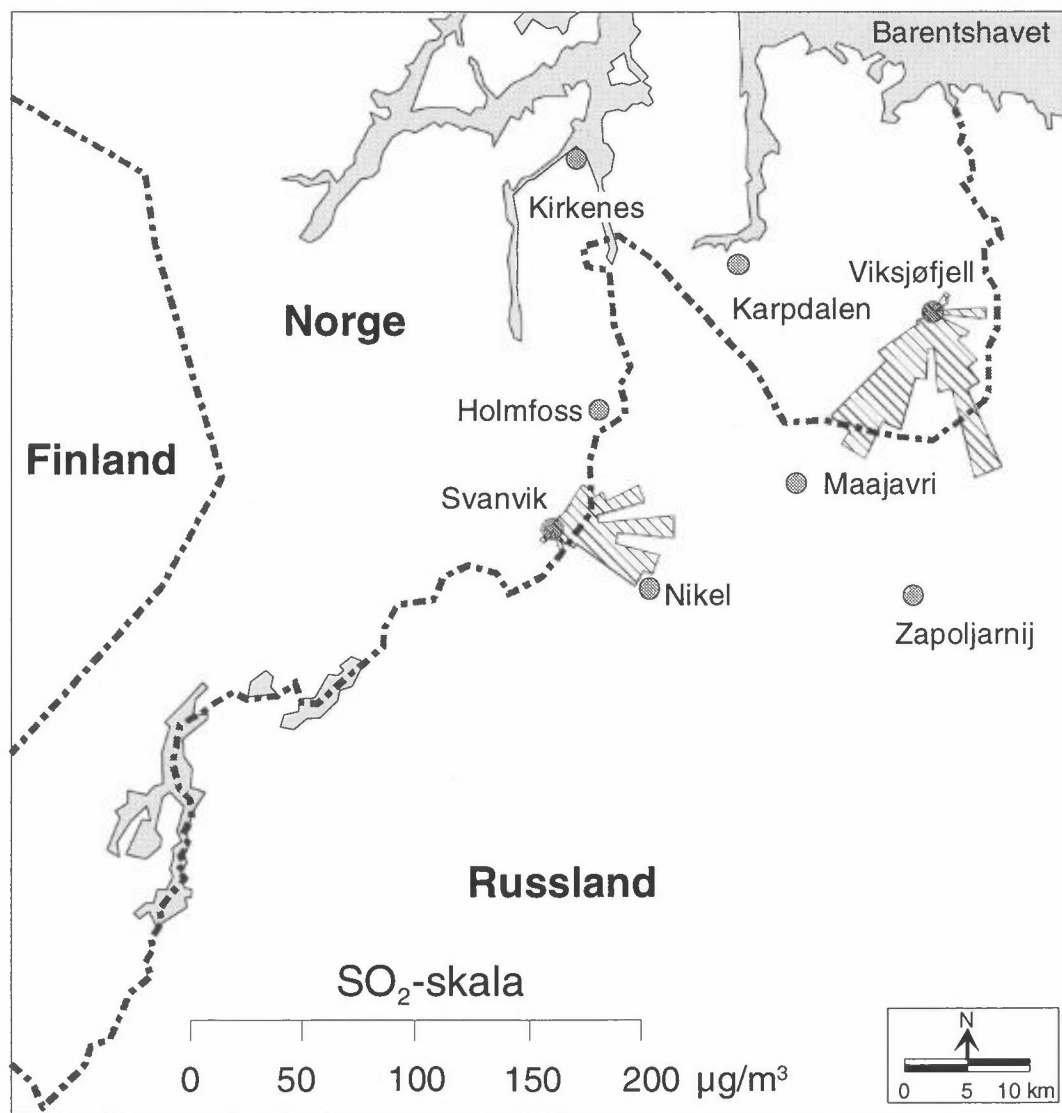 Barentshavet
Kirkenes
Viksjøfjell
Karpdalen
Norge
Holmfoss
Finland
Svanvik
Maajavri
Nikel
Zapoljarnij
Russland
SO₂-skala
0 50 100 150 200 µg/m³
N
0 5 10 km